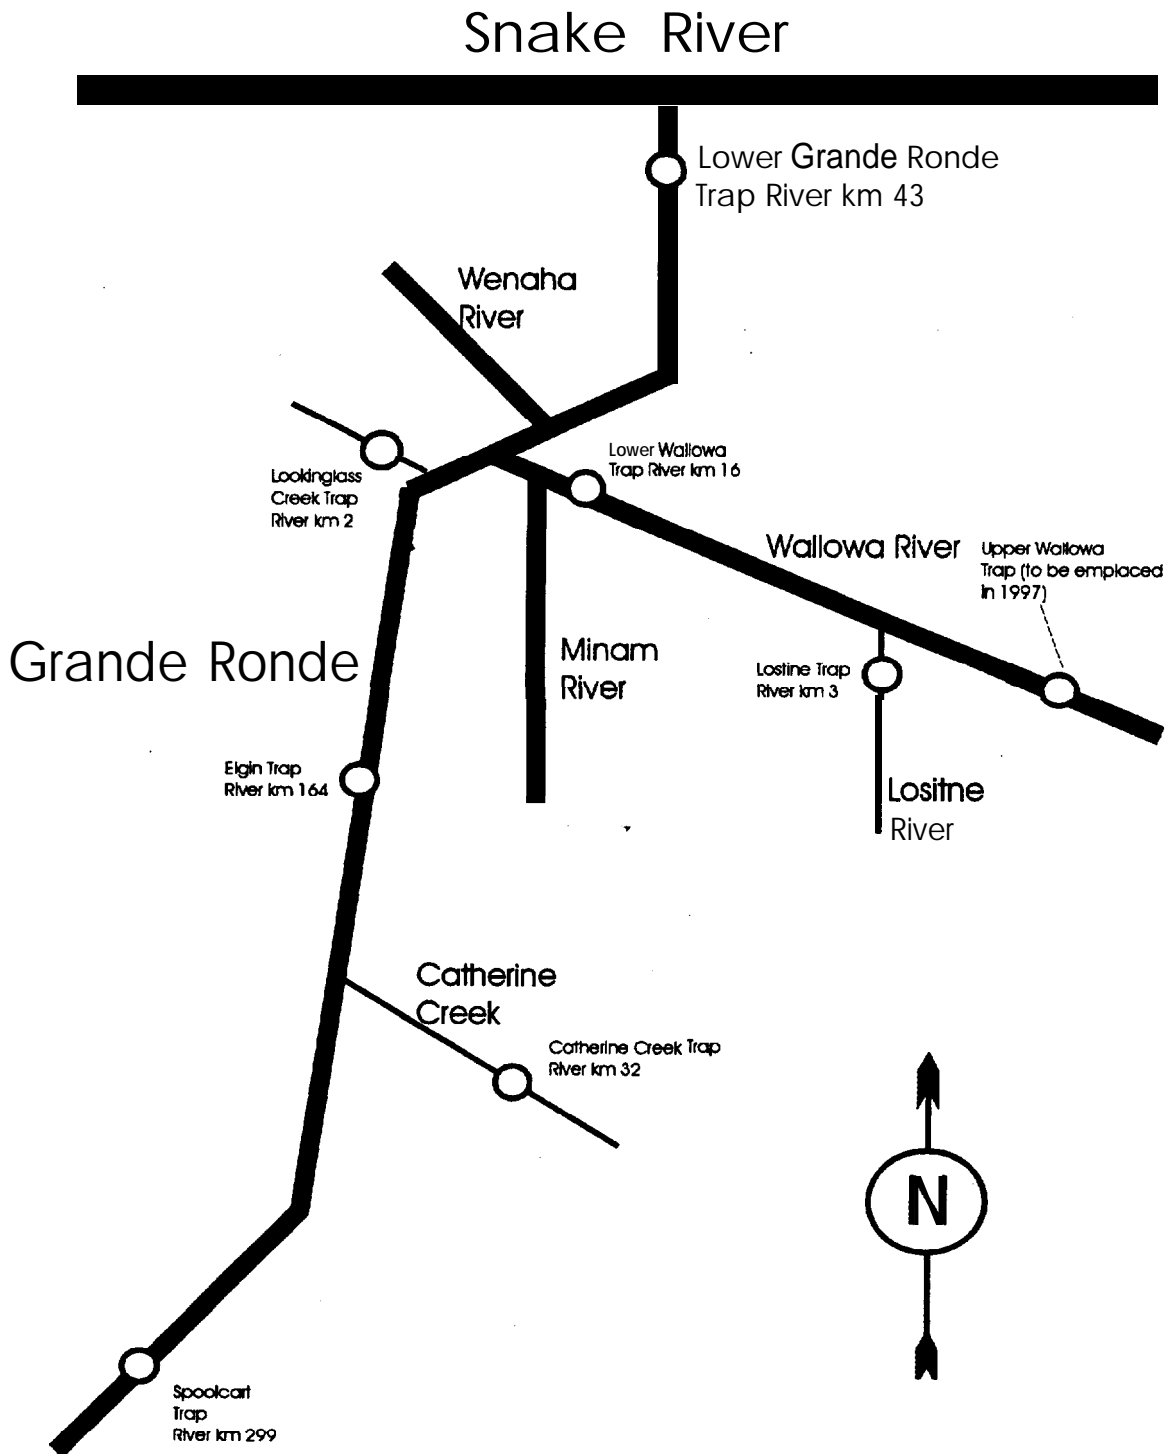 Snake River
Lower Grande Ronde
Trap River km 43
Wenaha
River
Lower Wallowa
Trap River km 16
Lookinglass
Creek Trap
River km 2
Wallowa River
Upper Wallowa
Trap (to be emplaced
in 1997)
Grande Ronde
Minam
River
Lostine Trap
River km 3
Elgin Trap
River km 164
Lositne
River
Catherine
Creek
Catherine Creek Trap
River km 32
N
Spoolcart
Trap
River km 299